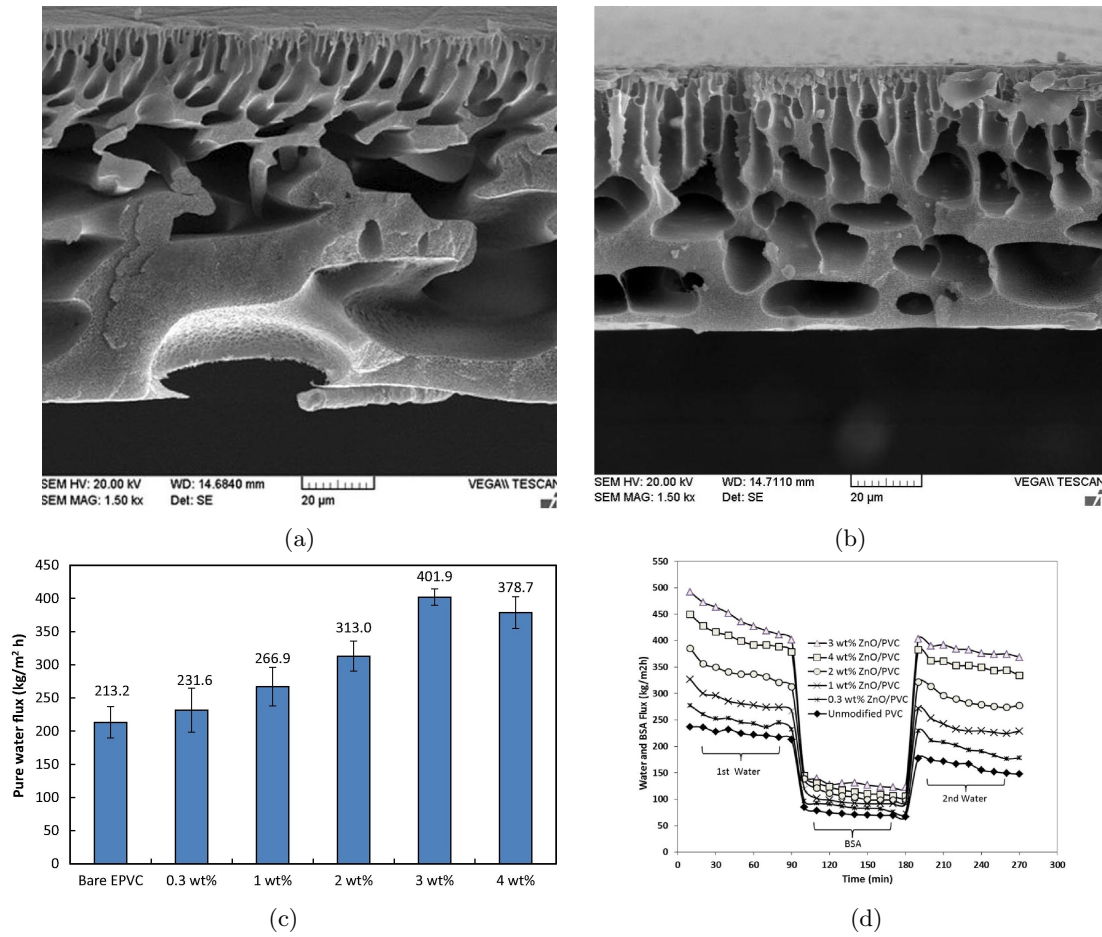 SEM HV: 20.00 kV WD: 14.6840 mm VEGA\\ TESCAN
SEM MAG: 1.50 kx Det: SE 20 µm
SEM HV: 20.00 kV WD: 14.7110 mm VEGA\\ TESCAN
SEM MAG: 1.50 kx Det: SE 20 µm
(a)
(b)
Pure water flux (kg/m² h)
450
400
350
300
250
200
150
100
50
0
213.2
231.6
266.9
313.0
401.9
378.7
Bare EPVC 0.3 wt% 1 wt% 2 wt% 3 wt% 4 wt%
(c)
Water and BSA Flux (kg/m2h)
550
500
450
400
350
300
250
200
150
100
50
0
3 wt% ZnO/PVC
4 wt% ZnO/PVC
2 wt% ZnO/PVC
1 wt% ZnO/PVC
0.3 wt% ZnO/PVC
Unmodified PVC
1st Water
BSA
2nd Water
0 30 60 90 120 150 180 210 240 270 300
Time (min)
(d)